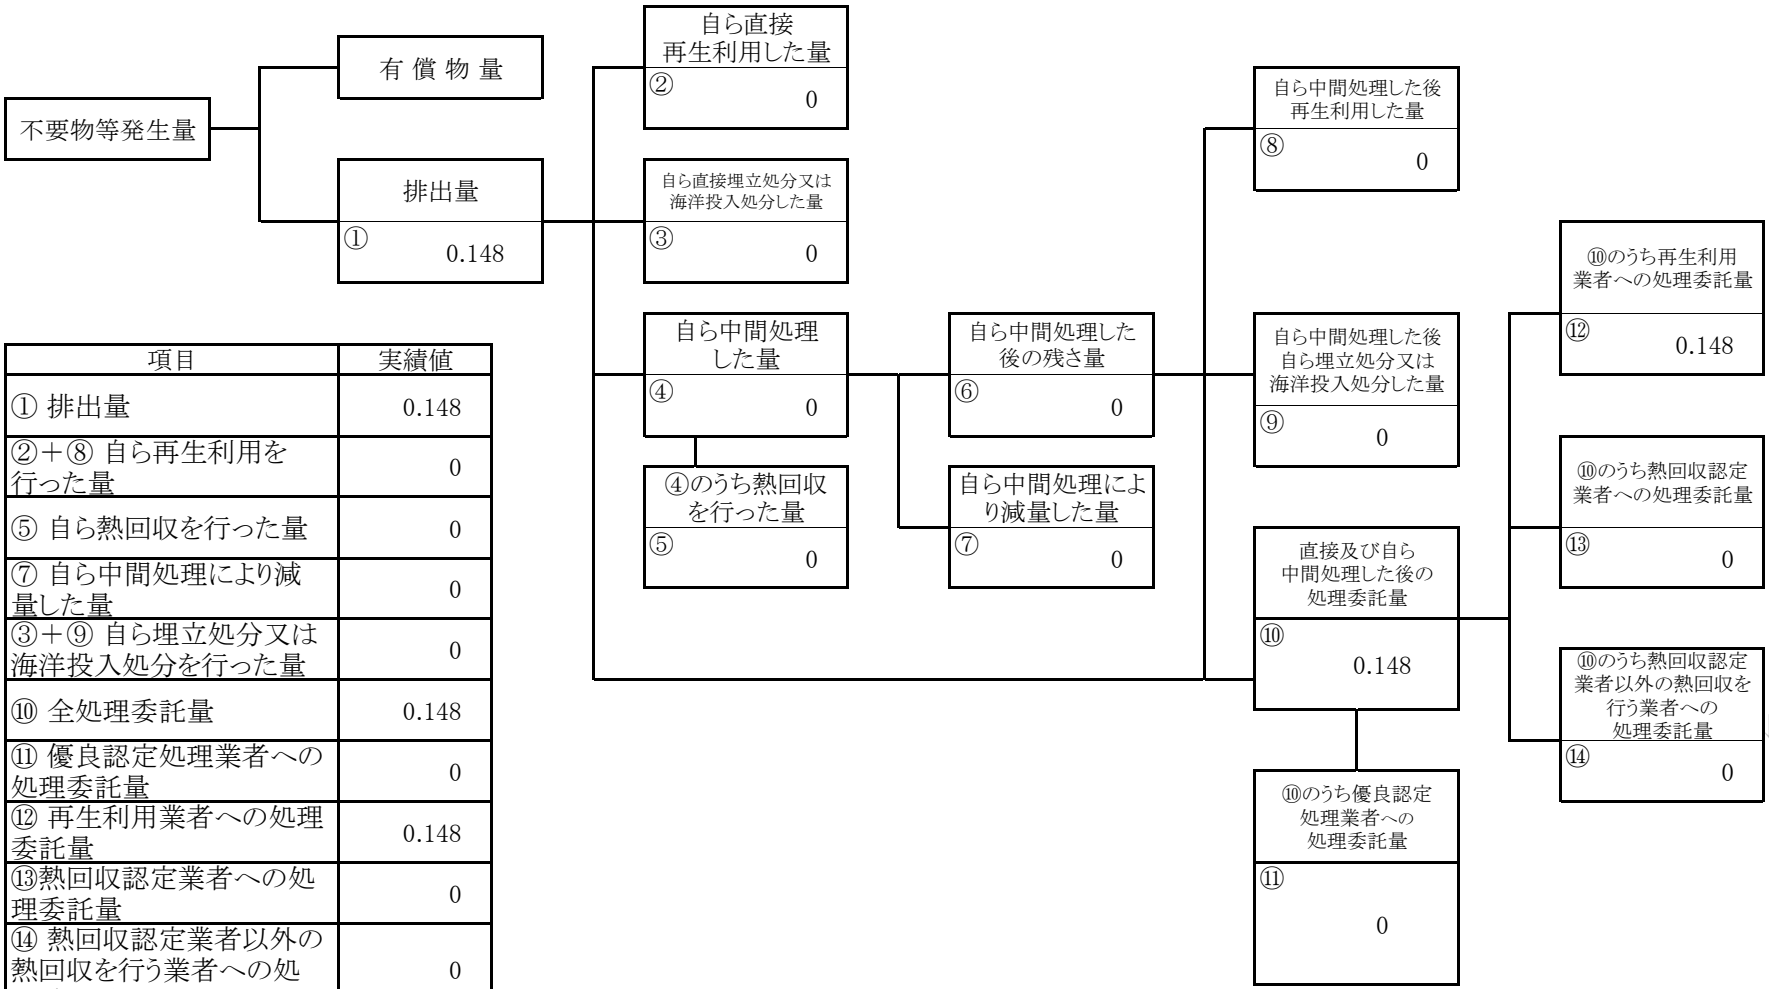 不要物等発生量
有 償 物 量
排出量
①
0.148
自ら直接
再生利用した量
②
0
自ら直接埋立処分又は
海洋投入処分した量
③
0
自ら中間処理
した量
④
0
④のうち熱回収
を行った量
⑤
0
自ら中間処理した
後の残さ量
⑥
0
自ら中間処理によ
り減量した量
⑦
0
自ら中間処理した後
再生利用した量
⑧
0
自ら中間処理した後
自ら埋立処分又は
海洋投入処分した量
⑨
0
直接及び自ら
中間処理した後の
処理委託量
⑩
0.148
⑩のうち優良認定
処理業者への
処理委託量
⑪
0
⑩のうち再生利用
業者への処理委託量
⑫
0.148
⑩のうち熱回収認定
業者への処理委託量
⑬
0
⑩のうち熱回収認定
業者以外の熱回収を
行う業者への
処理委託量
⑭
0
項目 実績値
① 排出量 0.148
②＋⑧ 自ら再生利用を
行った量 0
⑤ 自ら熱回収を行った量 0
⑦ 自ら中間処理により減
量した量 0
③＋⑨ 自ら埋立処分又は
海洋投入処分を行った量 0
⑩ 全処理委託量 0.148
⑪ 優良認定処理業者への
処理委託量 0
⑫ 再生利用業者への処理
委託量 0.148
⑬熱回収認定業者への処
理委託量 0
⑭ 熱回収認定業者以外の
熱回収を行う業者への処 0